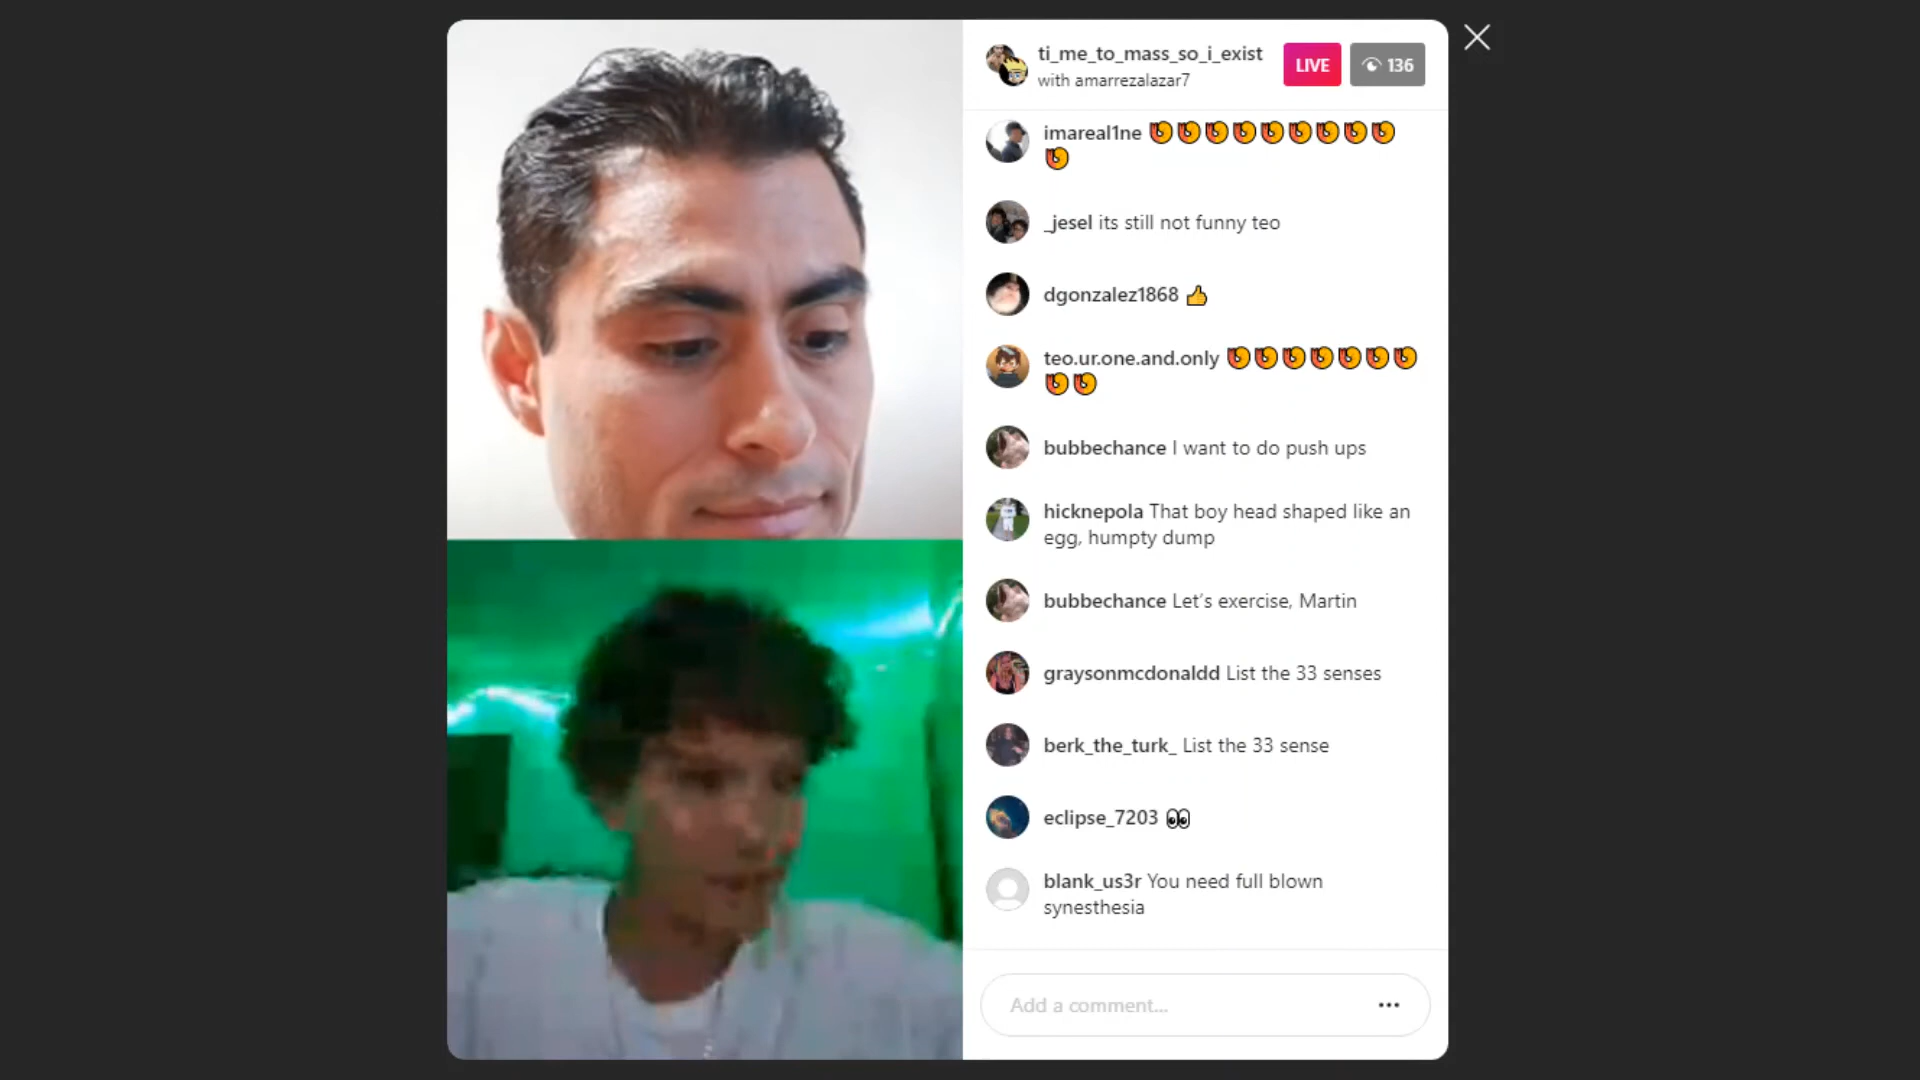 ti_me_to_mass_so_i_exist
with amarrezalazar7
LIVE
136
imareal1ne
_jesel its still not funny teo
dgonzalez1868 👍
teo.ur.one.and.only
bubbechance I want to do push ups
hicknepola That boy head shaped like an
egg, humpty dump
bubbechance Let's exercise, Martin
graysonmcdonaldd List the 33 senses
berk_the_turk_ List the 33 sense
eclipse_7203 👀
blank_us3r You need full blown
synesthesia
Add a comment...